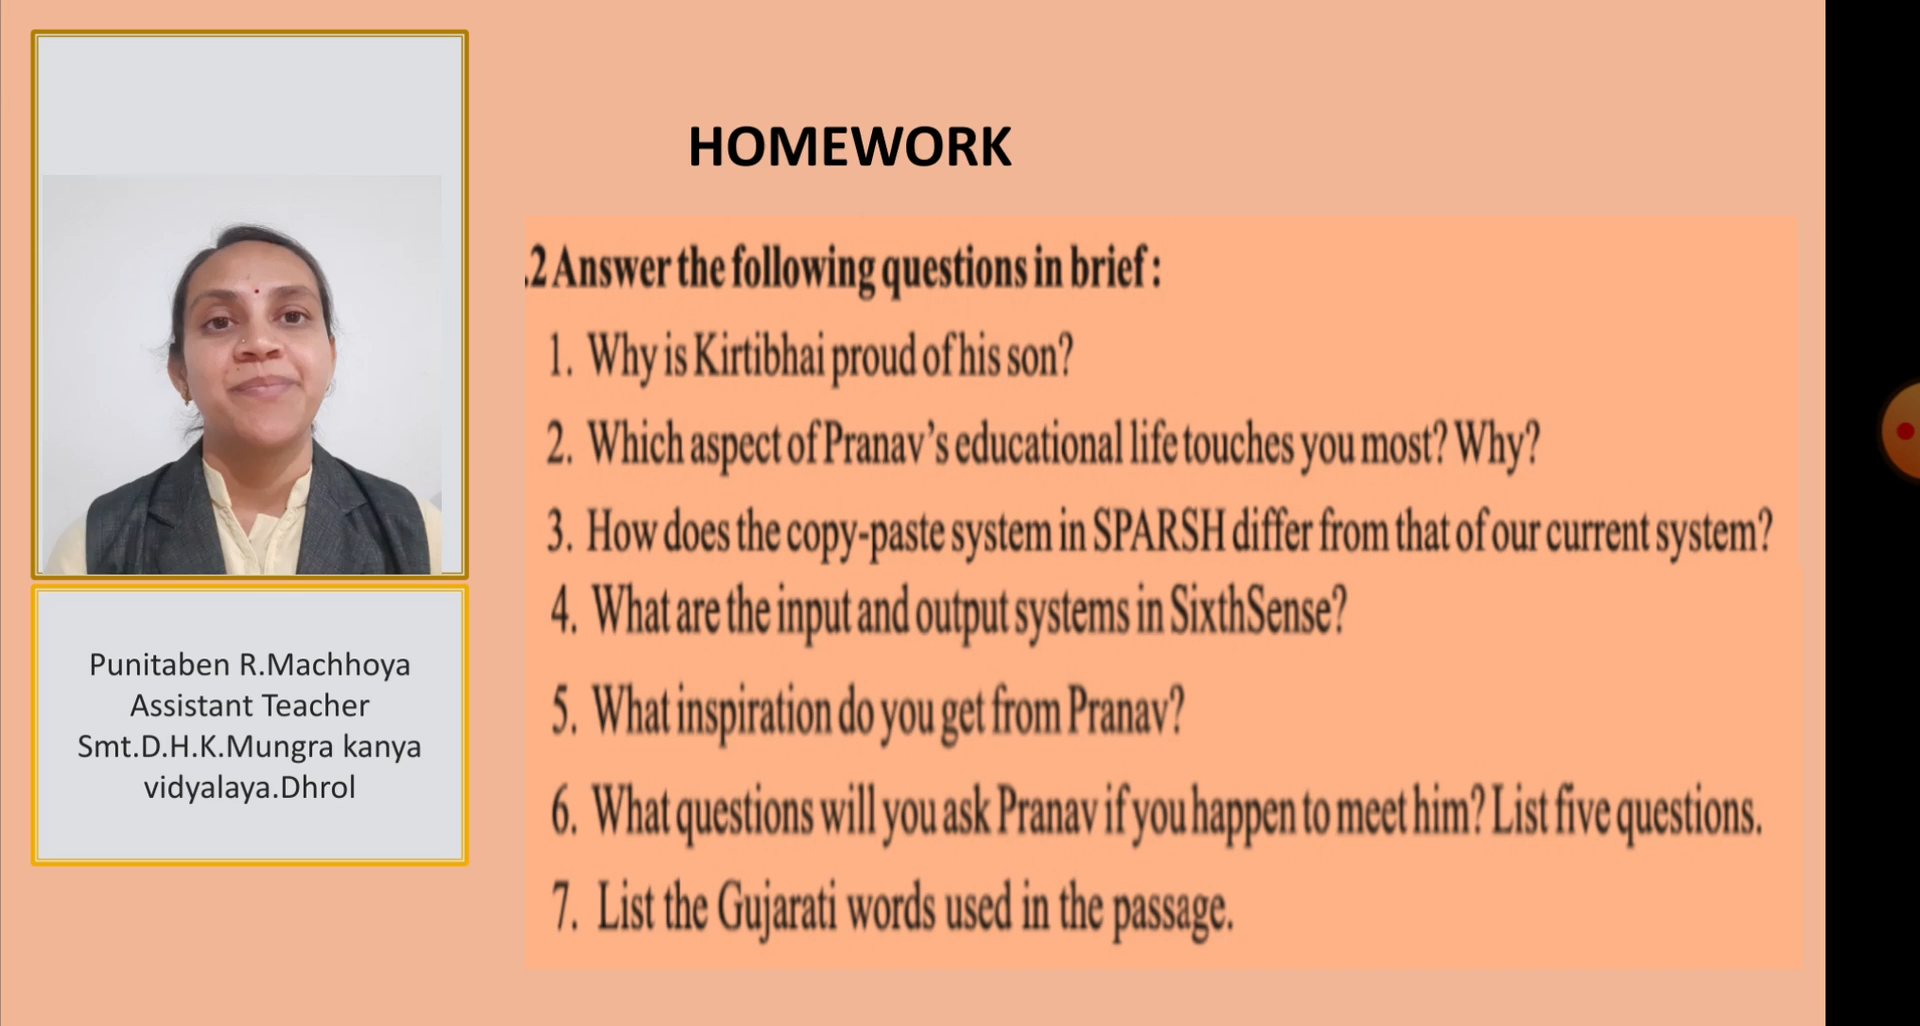 HOMEWORK
.2 Answer the following questions in brief :
1. Why is Kirtibhai proud of his son?
2. Which aspect of Pranav's educational life touches you most? Why?
3. How does the copy-paste system in SPARSH differ from that of our current system?
4. What are the input and output systems in SixthSense?
5. What inspiration do you get from Pranav?
6. What questions will you ask Pranav if you happen to meet him? List five questions.
7. List the Gujarati words used in the passage.
Punitaben R.Machhoya
Assistant Teacher
Smt.D.H.K.Mungra kanya
vidyalaya.Dhrol